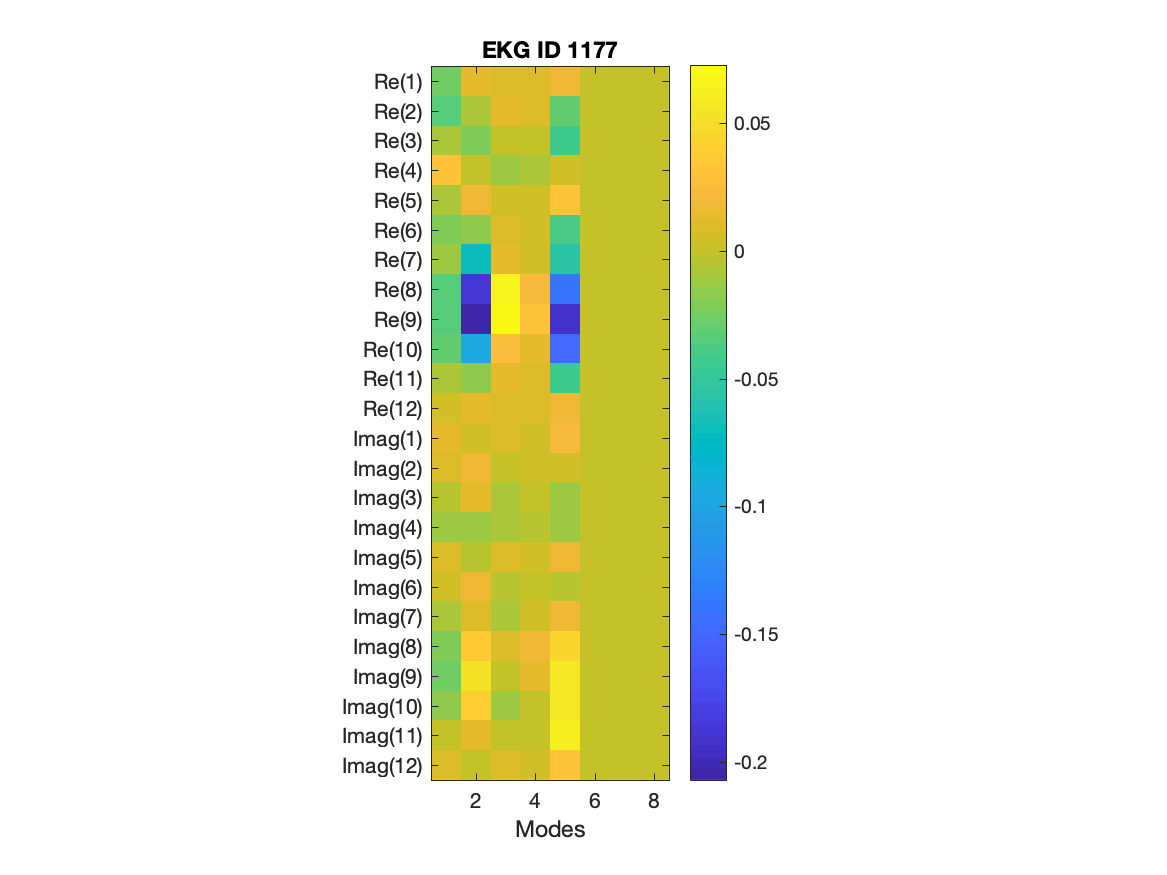 EKG ID 1177
Re(1)
Re(2)
Re(3)
Re(4)
Re(5)
Re(6)
Re(7)
Re(8)
Re(9)
Re(10)
Re(11)
Re(12)
Imag(1)
Imag(2)
Imag(3)
Imag(4)
Imag(5)
Imag(6)
Imag(7)
Imag(8)
Imag(9)
Imag(10)
Imag(11)
Imag(12)
2 4 6 8
Modes
0.05
0
-0.05
-0.1
-0.15
-0.2